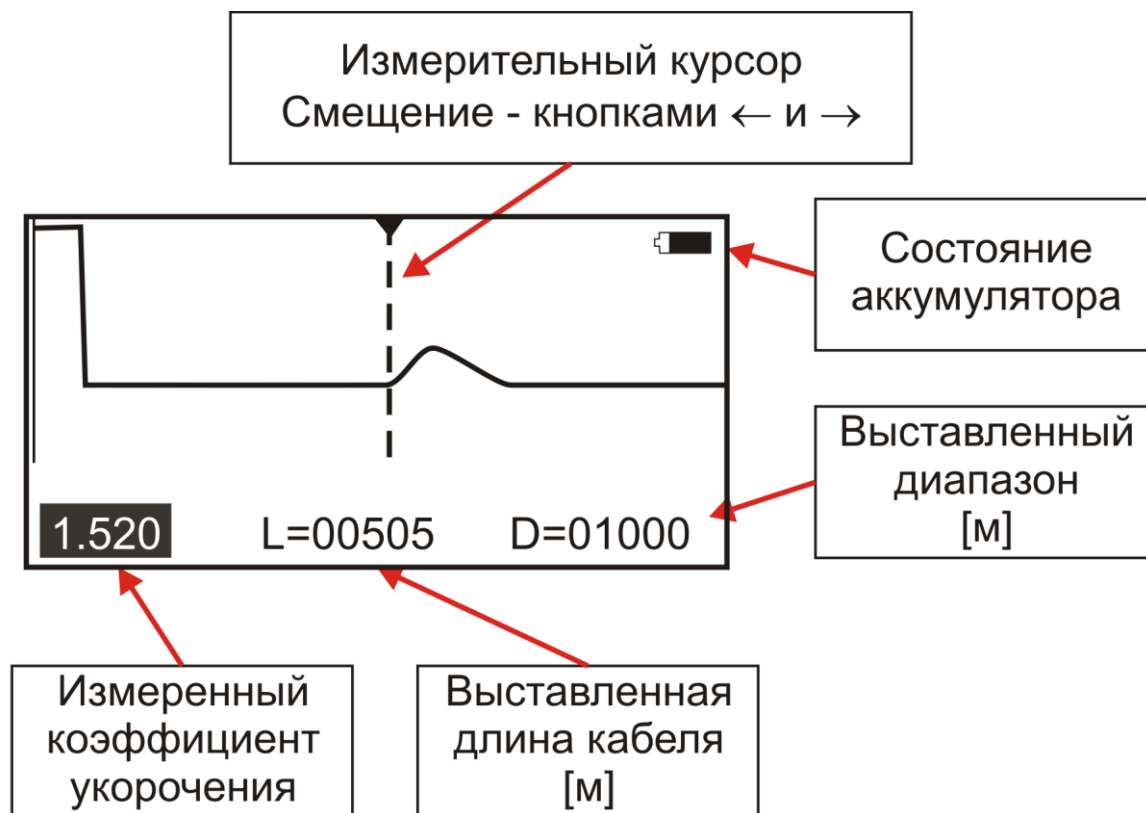 Измерительный курсор
Смещение - кнопками ← и →
Состояние
аккумулятора
Выставленный
диапазон
[м]
1.520 L=00505 D=01000
Измеренный
коэффициент
укорочения
Выставленная
длина кабеля
[м]